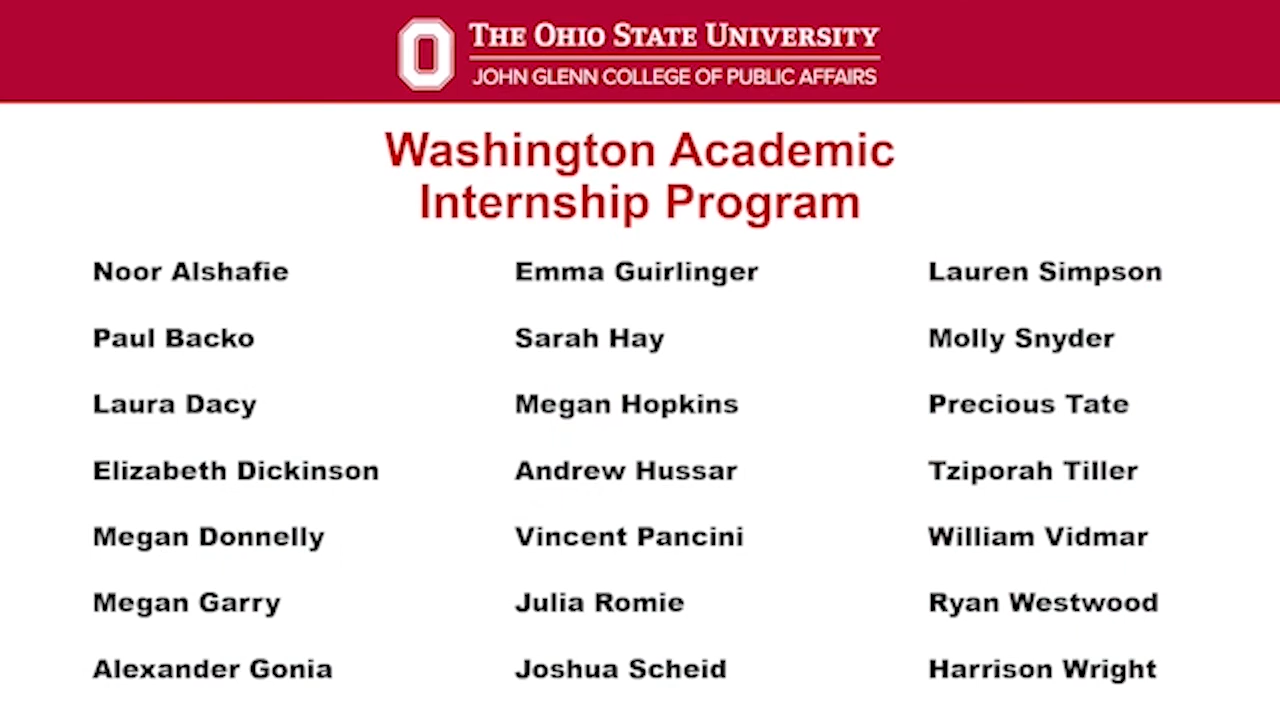 THE OHIO STATE UNIVERSITY
JOHN GLENN COLLEGE OF PUBLIC AFFAIRS
Washington Academic
Internship Program
Noor Alshafie
Paul Backo
Laura Dacy
Elizabeth Dickinson
Megan Donnelly
Megan Garry
Alexander Gonia
Emma Guirlinger
Sarah Hay
Megan Hopkins
Andrew Hussar
Vincent Pancini
Julia Romie
Joshua Scheid
Lauren Simpson
Molly Snyder
Precious Tate
Tziporah Tiller
William Vidmar
Ryan Westwood
Harrison Wright